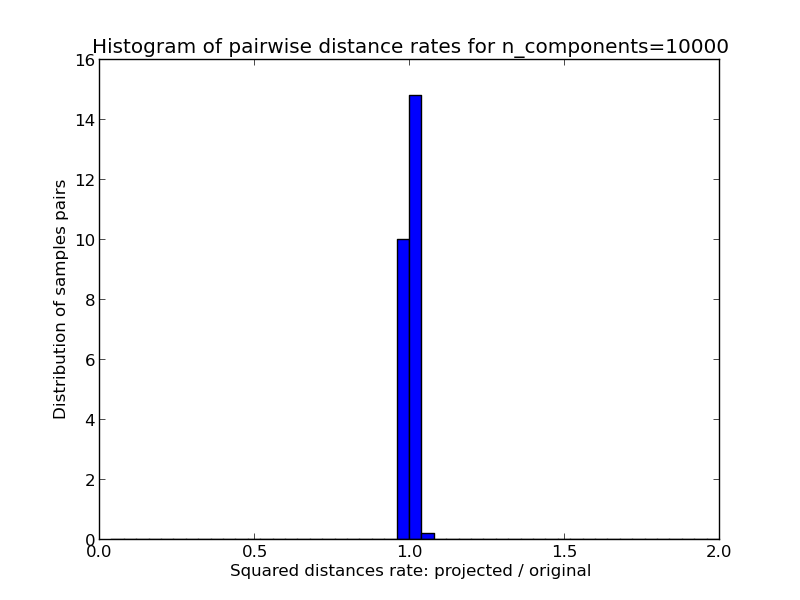 Histogram of pairwise distance rates for n_components=10000
16
14
12
10
8
6
4
2
0
Distribution of samples pairs
0.0 0.5 1.0 1.5 2.0
Squared distances rate: projected / original